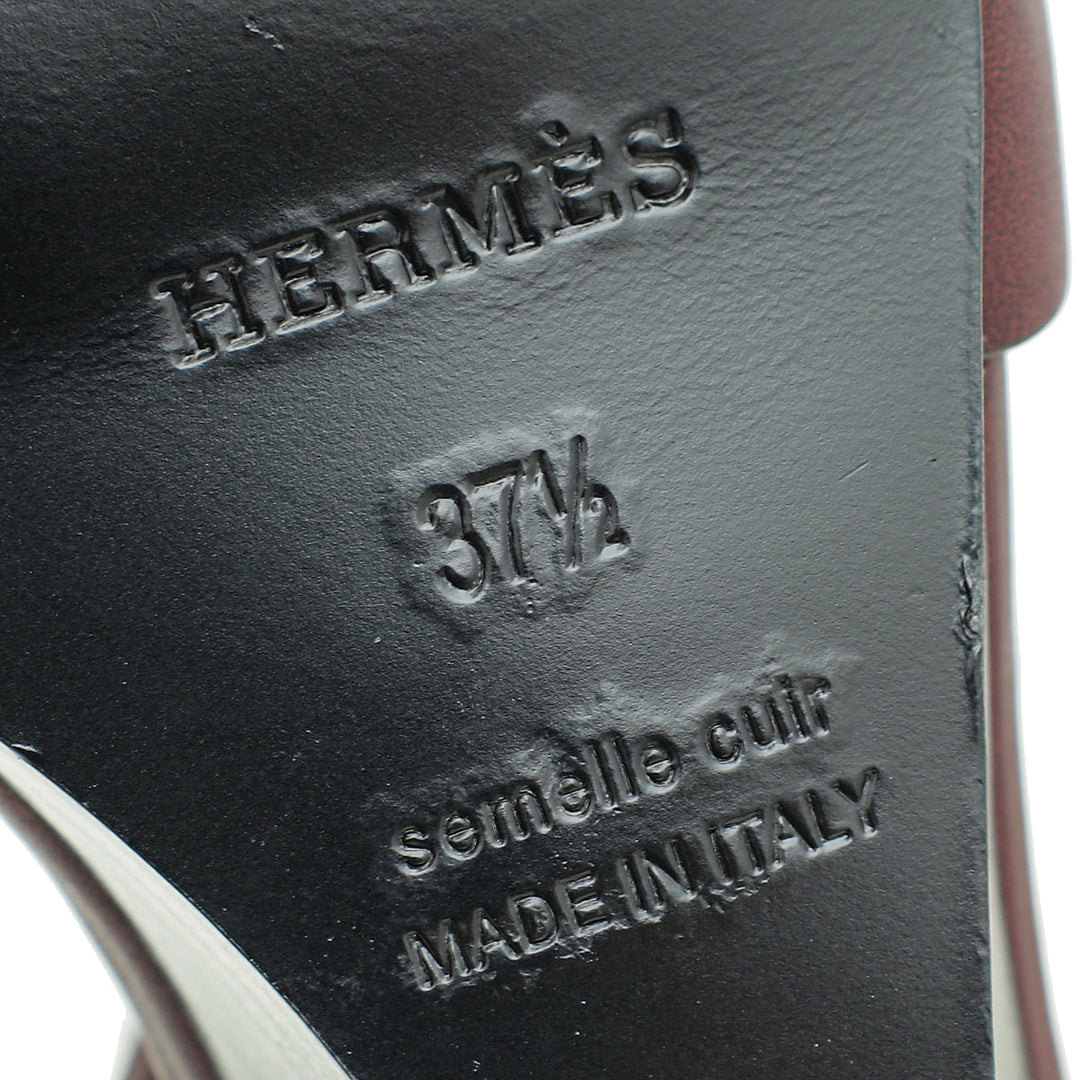 HERMÈS
37½
semelle cuir
MADE IN ITALY